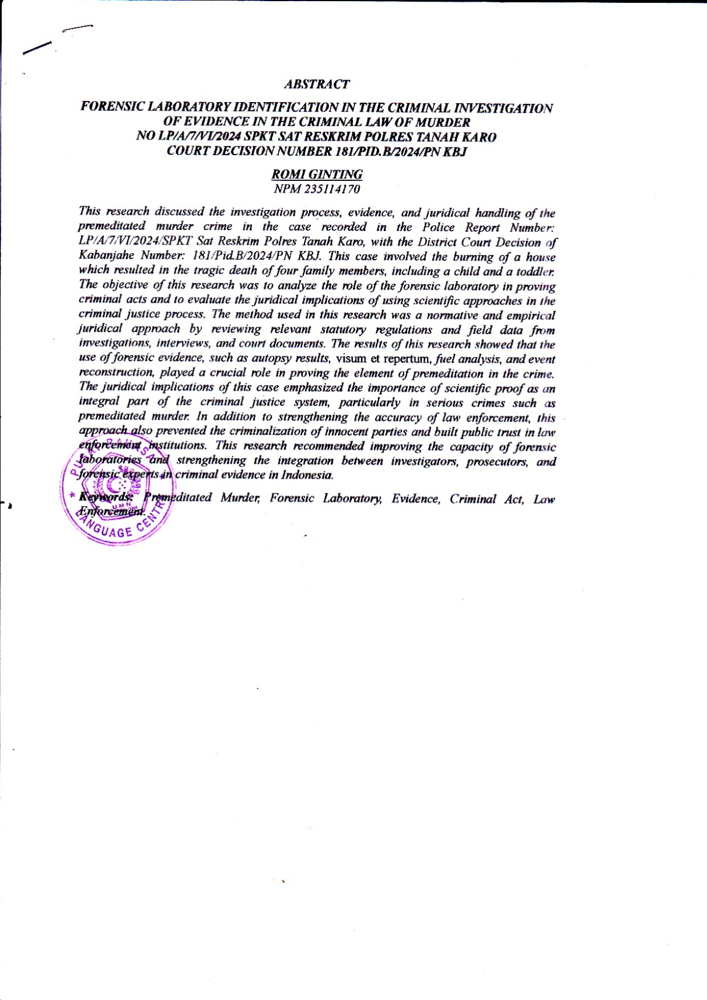 ABSTRACT
FORENSIC LABORATORY IDENTIFICATION IN THE CRIMINAL INVESTIGATION
OF EVIDENCE IN THE CRIMINAL LAW OF MURDER
NO LP/A/7/VI/2024 SPKT SAT RESKRIM POLRES TANAH KARO
COURT DECISION NUMBER 181/PID.B/2024/PN KBJ
ROMI GINTING
NPM 235114170
This research discussed the investigation process, evidence, and juridical handling of the
premeditated murder crime in the case recorded in the Police Report Number:
LP/A/7/VI/2024/SPKT Sat Reskrim Polres Tanah Karo, with the District Court Decision of
Kabanjahe Number: 181/Pid.B/2024/PN KBJ. This case involved the burning of a house
which resulted in the tragic death of four family members, including a child and a toddler.
The objective of this research was to analyze the role of the forensic laboratory in proving
criminal acts and to evaluate the juridical implications of using scientific approaches in the
criminal justice process. The method used in this research was a normative and empirical
juridical approach by reviewing relevant statutory regulations and field data from
investigations, interviews, and court documents. The results of this research showed that the
use of forensic evidence, such as autopsy results, visum et repertum, fuel analysis, and event
reconstruction, played a crucial role in proving the element of premeditation in the crime.
The juridical implications of this case emphasized the importance of scientific proof as an
integral part of the criminal justice system, particularly in serious crimes such as
premeditated murder. In addition to strengthening the accuracy of law enforcement, this
approach also prevented the criminalization of innocent parties and built public trust in law
enforcement institutions. This research recommended improving the capacity of forensic
laboratories and strengthening the integration between investigators, prosecutors, and
forensic experts in criminal evidence in Indonesia.
Keywords: Premeditated Murder, Forensic Laboratory, Evidence, Criminal Act, Law
Enforcement.
PUSAT BAHASA
UMN
LANGUAGE CENTRE